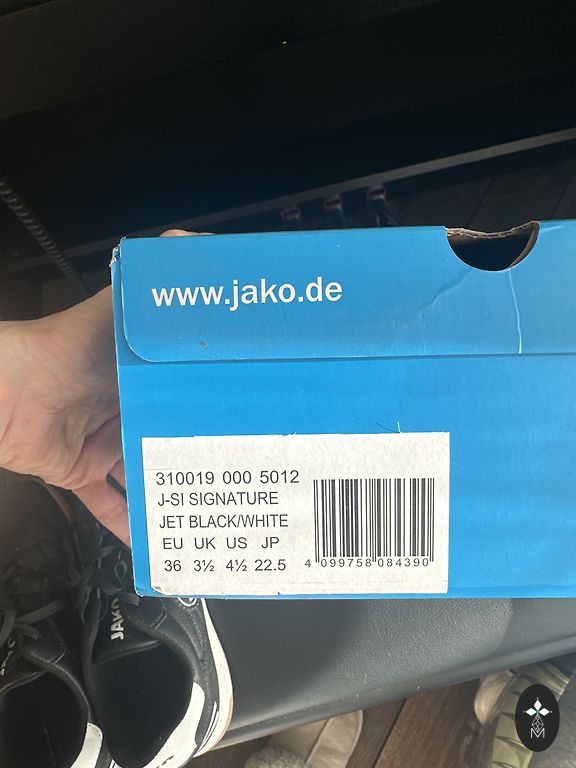 www.jako.de
310019 000 5012
J-SI SIGNATURE
JET BLACK/WHITE
EU UK US JP
36 3½ 4½ 22.5
4 099758 084390
JAKO